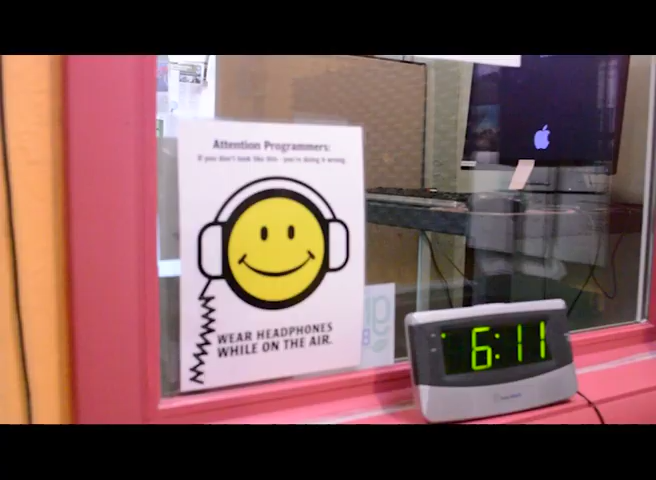 Attention Programmers:
If you don't look like this - you're doing it wrong.
WEAR HEADPHONES
WHILE ON THE AIR.
6:11